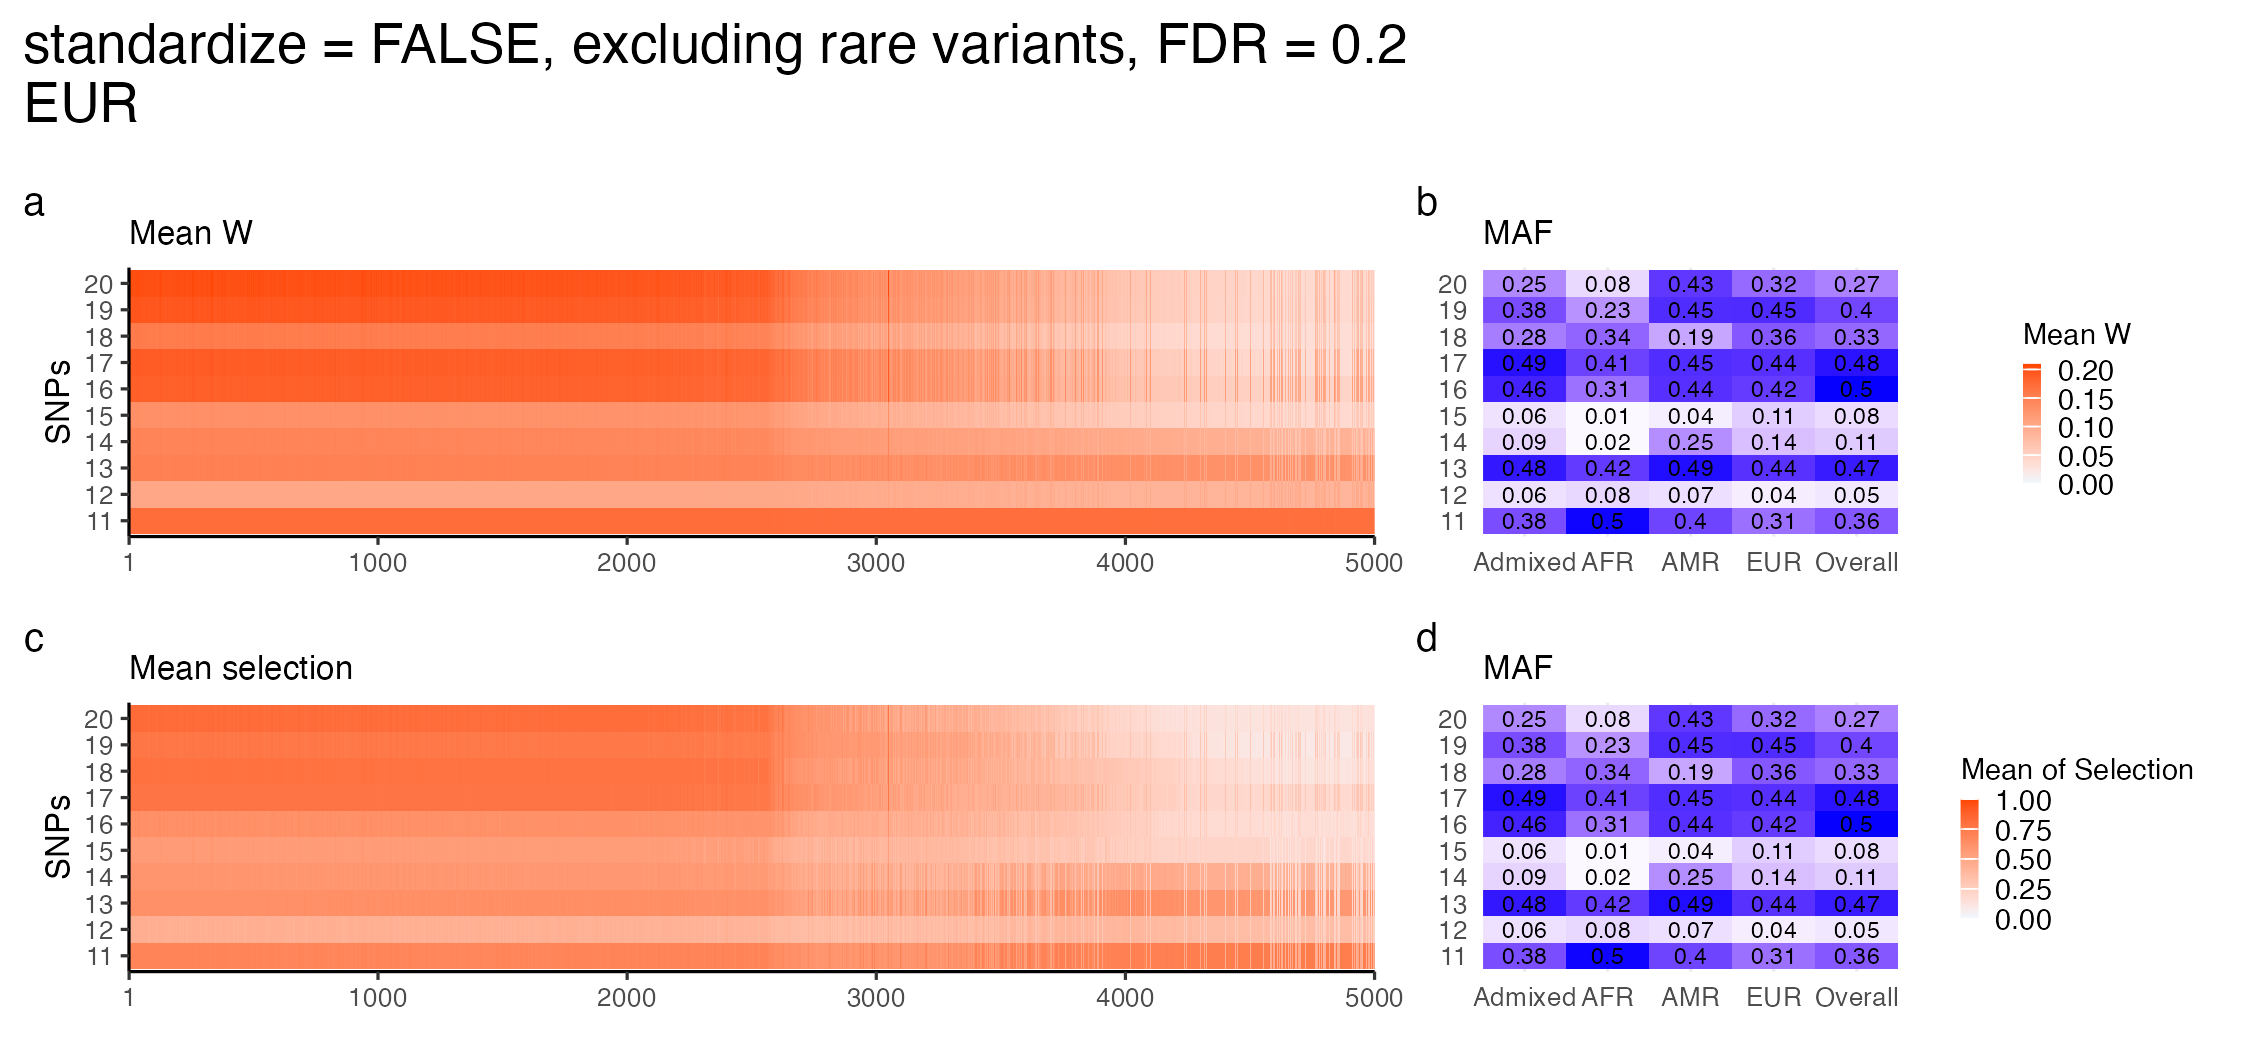 standardize = FALSE, excluding rare variants, FDR = 0.2
EUR
a
Mean W
SNPs
20
19
18
17
16
15
14
13
12
11
1 1000 2000 3000 4000 5000
b
MAF
20 0.25 0.08 0.43 0.32 0.27
19 0.38 0.23 0.45 0.45 0.4
18 0.28 0.34 0.19 0.36 0.33
17 0.49 0.41 0.45 0.44 0.48
16 0.46 0.31 0.44 0.42 0.5
15 0.06 0.01 0.04 0.11 0.08
14 0.09 0.02 0.25 0.14 0.11
13 0.48 0.42 0.49 0.44 0.47
12 0.06 0.08 0.07 0.04 0.05
11 0.38 0.5 0.4 0.31 0.36
Admixed AFR AMR EUR Overall
Mean W
0.20
0.15
0.10
0.05
0.00
c
Mean selection
SNPs
20
19
18
17
16
15
14
13
12
11
1 1000 2000 3000 4000 5000
d
MAF
20 0.25 0.08 0.43 0.32 0.27
19 0.38 0.23 0.45 0.45 0.4
18 0.28 0.34 0.19 0.36 0.33
17 0.49 0.41 0.45 0.44 0.48
16 0.46 0.31 0.44 0.42 0.5
15 0.06 0.01 0.04 0.11 0.08
14 0.09 0.02 0.25 0.14 0.11
13 0.48 0.42 0.49 0.44 0.47
12 0.06 0.08 0.07 0.04 0.05
11 0.38 0.5 0.4 0.31 0.36
Admixed AFR AMR EUR Overall
Mean of Selection
1.00
0.75
0.50
0.25
0.00